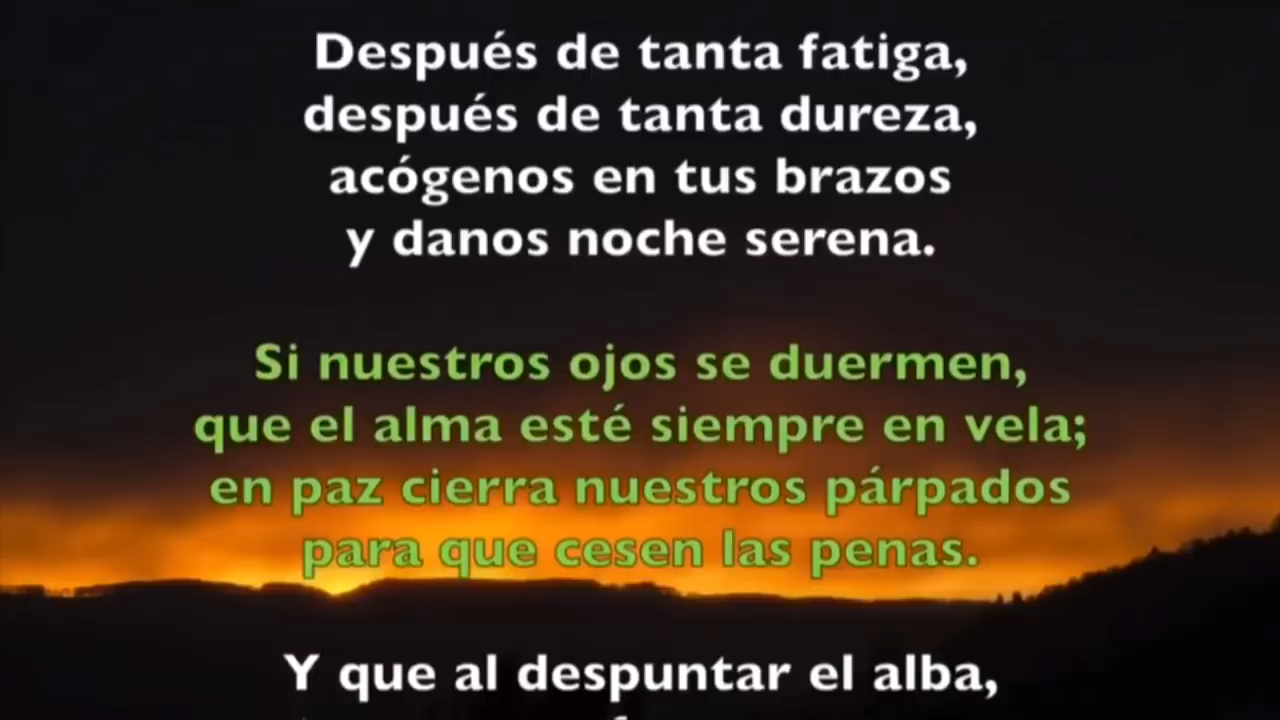 Después de tanta fatiga,
después de tanta dureza,
acógenos en tus brazos
y danos noche serena.
Si nuestros ojos se duermen,
que el alma esté siempre en vela;
en paz cierra nuestros párpados
para que cesen las penas.
Y que al despuntar el alba,